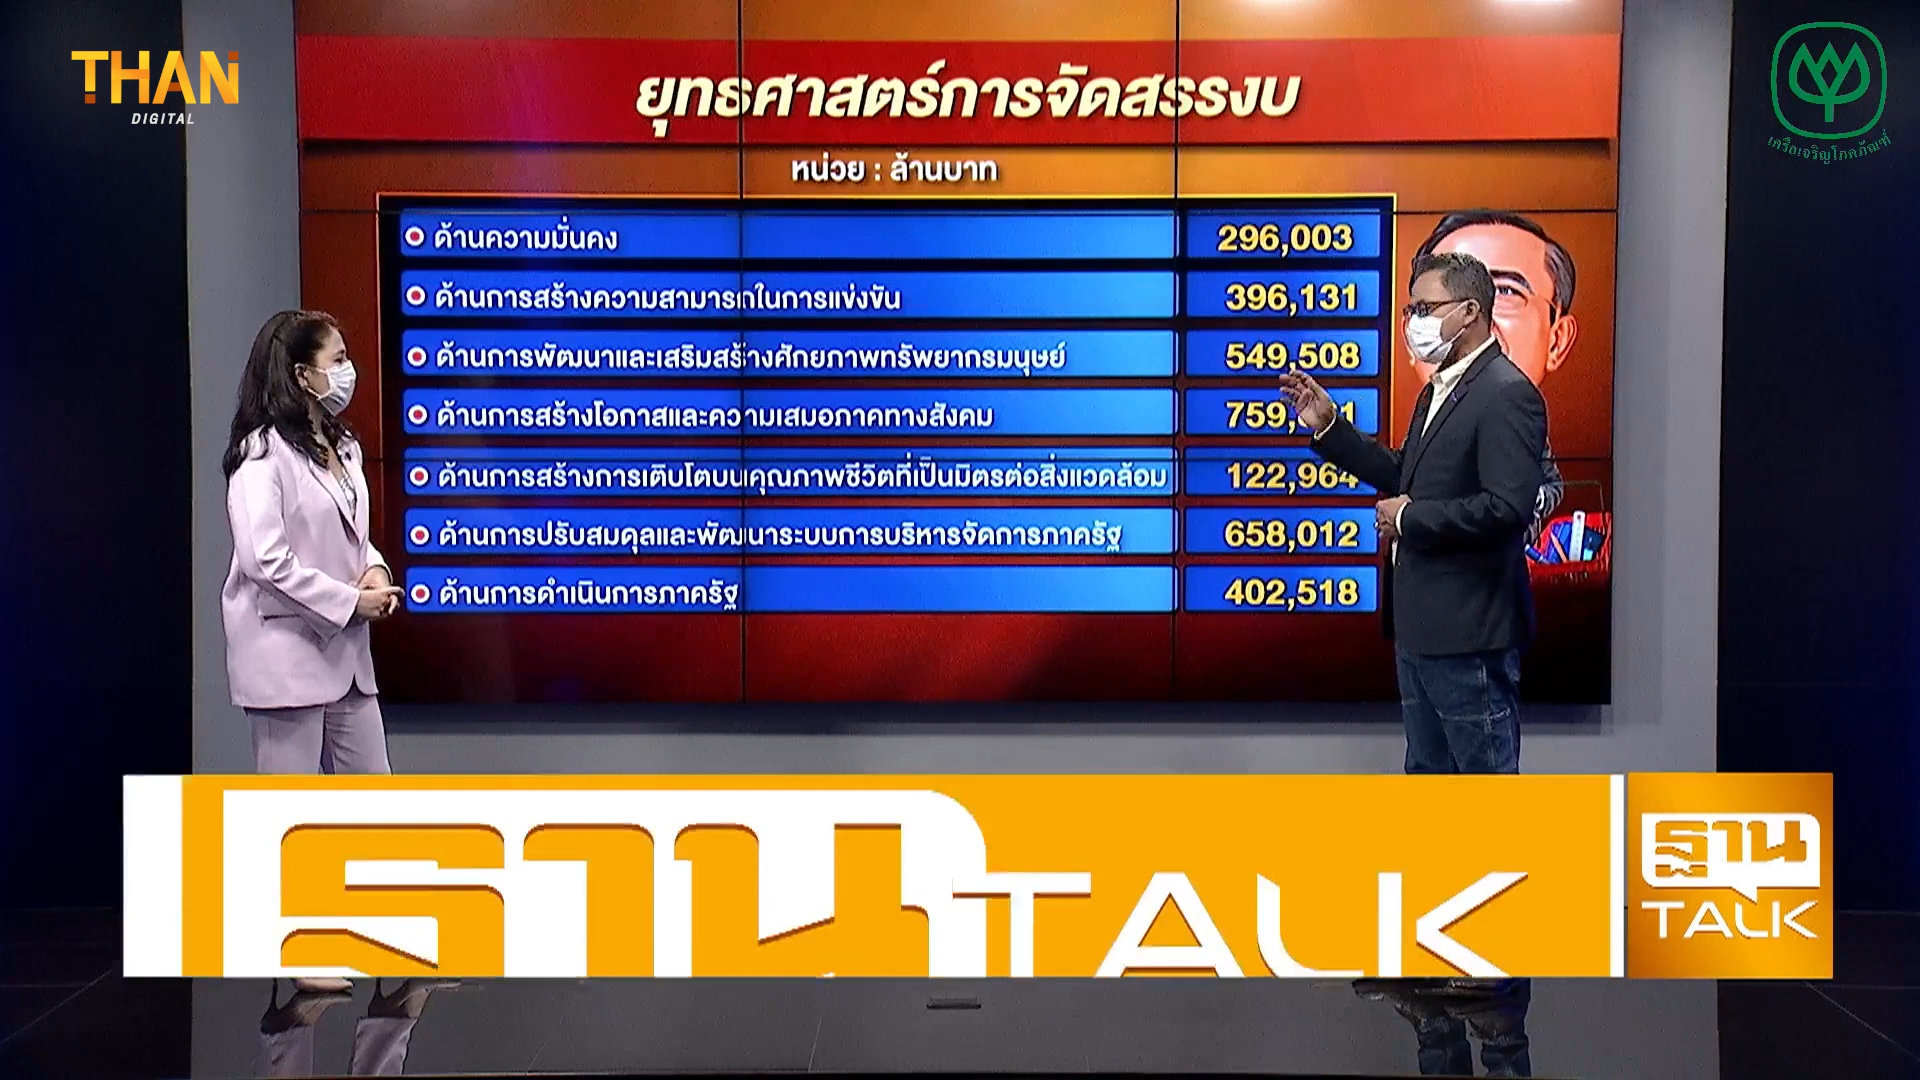 THAN
DIGITAL
เครือเจริญโภคภัณฑ์
ยุทธศาสตร์การจัดสรรงบ
หน่วย : ล้านบาท
ด้านความมั่นคง 296,003
ด้านการสร้างความสามารถในการแข่งขัน 396,131
ด้านการพัฒนาและเสริมสร้างศักยภาพทรัพยากรมนุษย์ 549,508
ด้านการสร้างโอกาสและความเสมอภาคทางสังคม
ด้านการสร้างการเติบโตบนคุณภาพชีวิตที่เป็นมิตรต่อสิ่งแวดล้อม 122,964
ด้านการปรับสมดุลและพัฒนาระบบการบริหารจัดการภาครัฐ 658,012
ด้านการดำเนินการภาครัฐ 402,518
ฐาน TALK
ฐาน
TALK